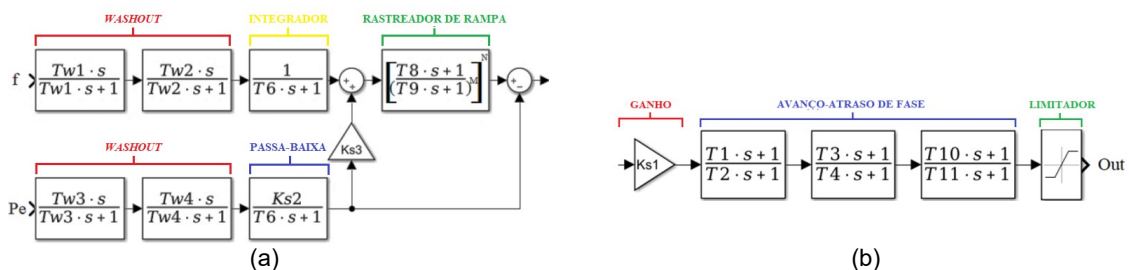 WASHOUT INTEGRADOR RASTREADOR DE RAMPA
f Tw1·s / Tw1·s+1 Tw2·s / Tw2·s+1 1 / T6·s+1 + + [T8·s+1 / (T9·s+1)^M]^N + −
Ks3
WASHOUT PASSA-BAIXA
Pe Tw3·s / Tw3·s+1 Tw4·s / Tw4·s+1 Ks2 / T6·s+1
(a)
GANHO AVANÇO-ATRASO DE FASE LIMITADOR
Ks1 T1·s+1 / T2·s+1 T3·s+1 / T4·s+1 T10·s+1 / T11·s+1 Out
(b)